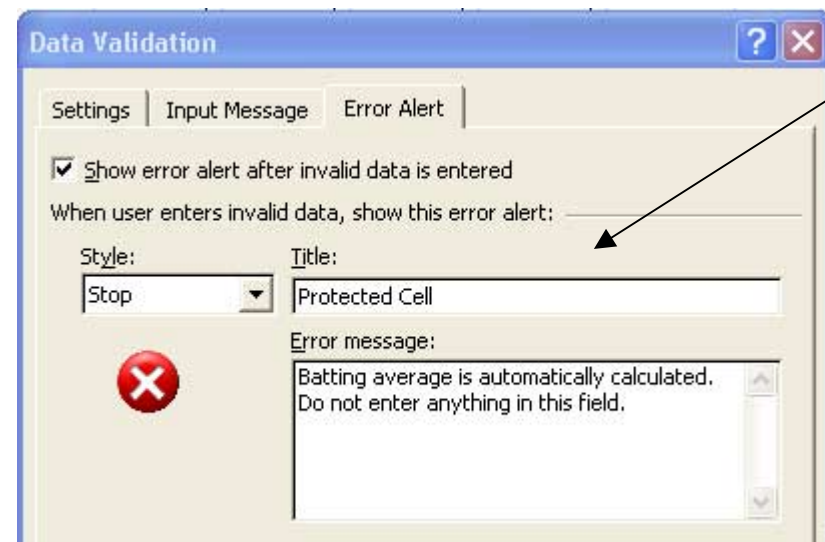 Data Validation
Settings
Input Message
Error Alert
Show error alert after invalid data is entered
When user enters invalid data, show this error alert:
Style:
Title:
Stop
Protected Cell
Error message:
Batting average is automatically calculated.
Do not enter anything in this field.